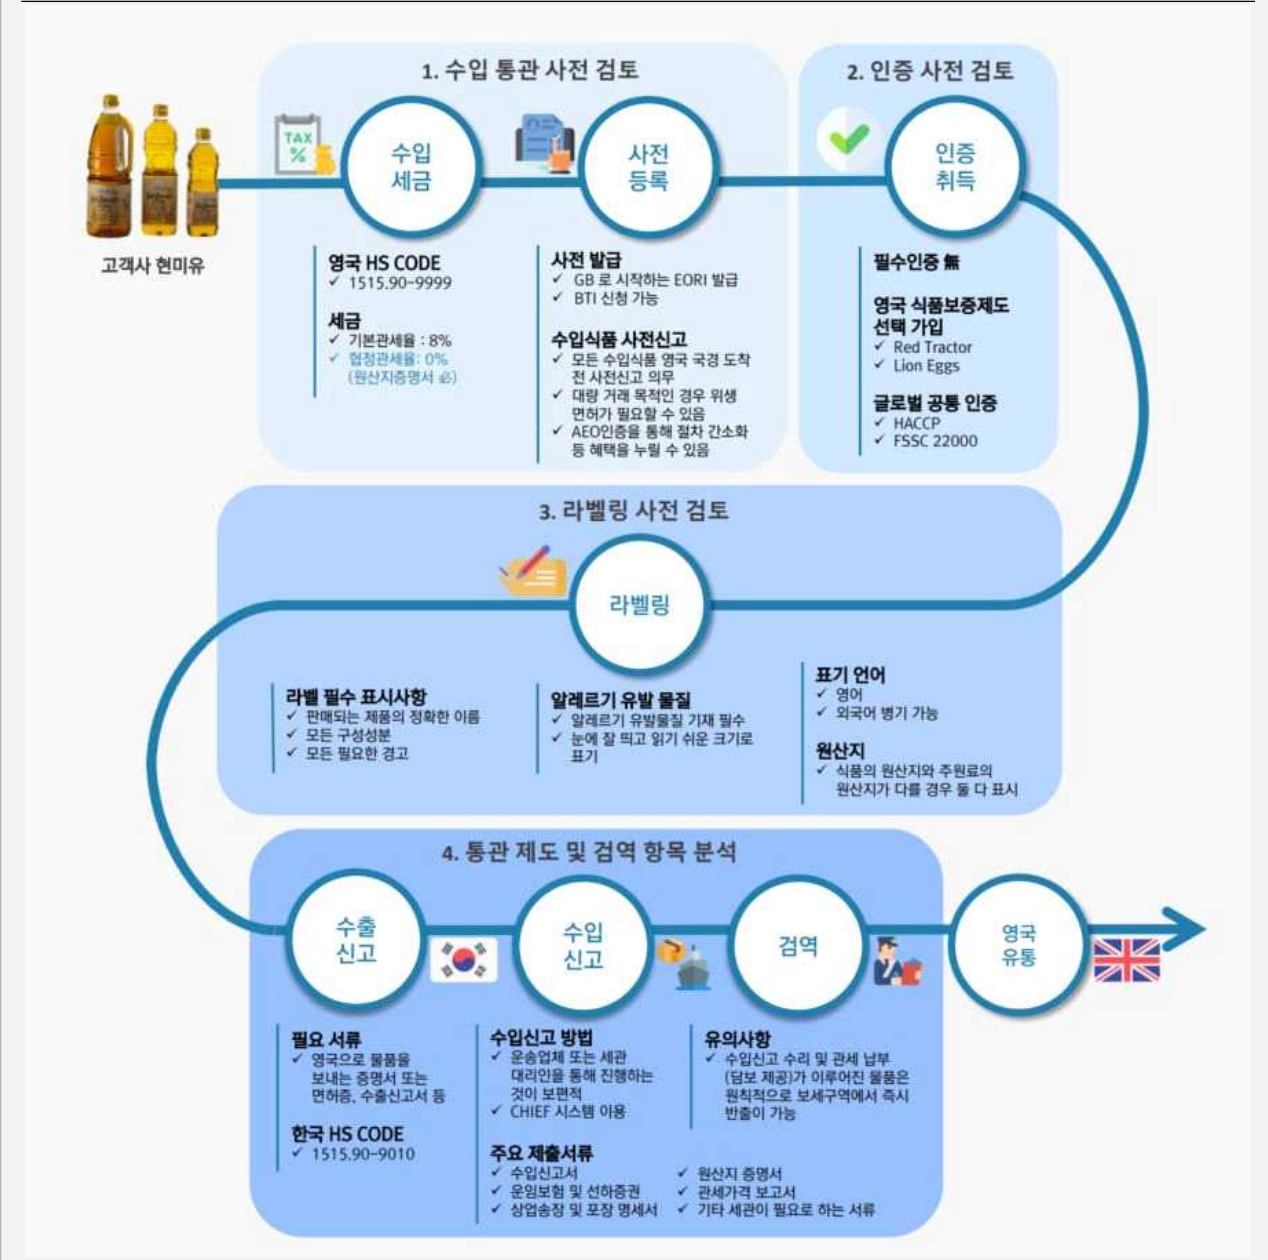 1. 수입 통관 사전 검토
2. 인증 사전 검토
TAX
%
수입
세금
사전
등록
인증
취득
고객사 현미유
영국 HS CODE
✓ 1515.90-9999
세금
✓ 기본관세율 : 8%
✓ 협정관세율: 0%
(원산지증명서 必)
사전 발급
✓ GB 로 시작하는 EORI 발급
✓ BTI 신청 가능
수입식품 사전신고
✓ 모든 수입식품 영국 국경 도착
전 사전신고 의무
✓ 대량 거래 목적인 경우 위생
면허가 필요할 수 있음
✓ AEO인증을 통해 절차 간소화
등 혜택을 누릴 수 있음
필수인증 無
영국 식품보증제도
선택 가입
✓ Red Tractor
✓ Lion Eggs
글로벌 공통 인증
✓ HACCP
✓ FSSC 22000
3. 라벨링 사전 검토
라벨링
라벨 필수 표시사항
✓ 판매되는 제품의 정확한 이름
✓ 모든 구성성분
✓ 모든 필요한 경고
알레르기 유발 물질
✓ 알레르기 유발물질 기재 필수
✓ 눈에 잘 띄고 읽기 쉬운 크기로
표기
표기 언어
✓ 영어
✓ 외국어 병기 가능
원산지
✓ 식품의 원산지와 주원료의
원산지가 다를 경우 둘 다 표시
4. 통관 제도 및 검역 항목 분석
수출
신고
수입
신고
검역
영국
유통
필요 서류
✓ 영국으로 물품을
보내는 증명서 또는
면허증, 수출신고서 등
한국 HS CODE
✓ 1515.90-9010
수입신고 방법
✓ 운송업체 또는 세관
대리인을 통해 진행하는
것이 보편적
✓ CHIEF 시스템 이용
유의사항
✓ 수입신고 수리 및 관세 납부
(담보 제공)가 이루어진 물품은
원칙적으로 보세구역에서 즉시
반출이 가능
주요 제출서류
✓ 수입신고서
✓ 운임보험 및 선하증권
✓ 상업송장 및 포장 명세서
✓ 원산지 증명서
✓ 관세가격 보고서
✓ 기타 세관이 필요로 하는 서류